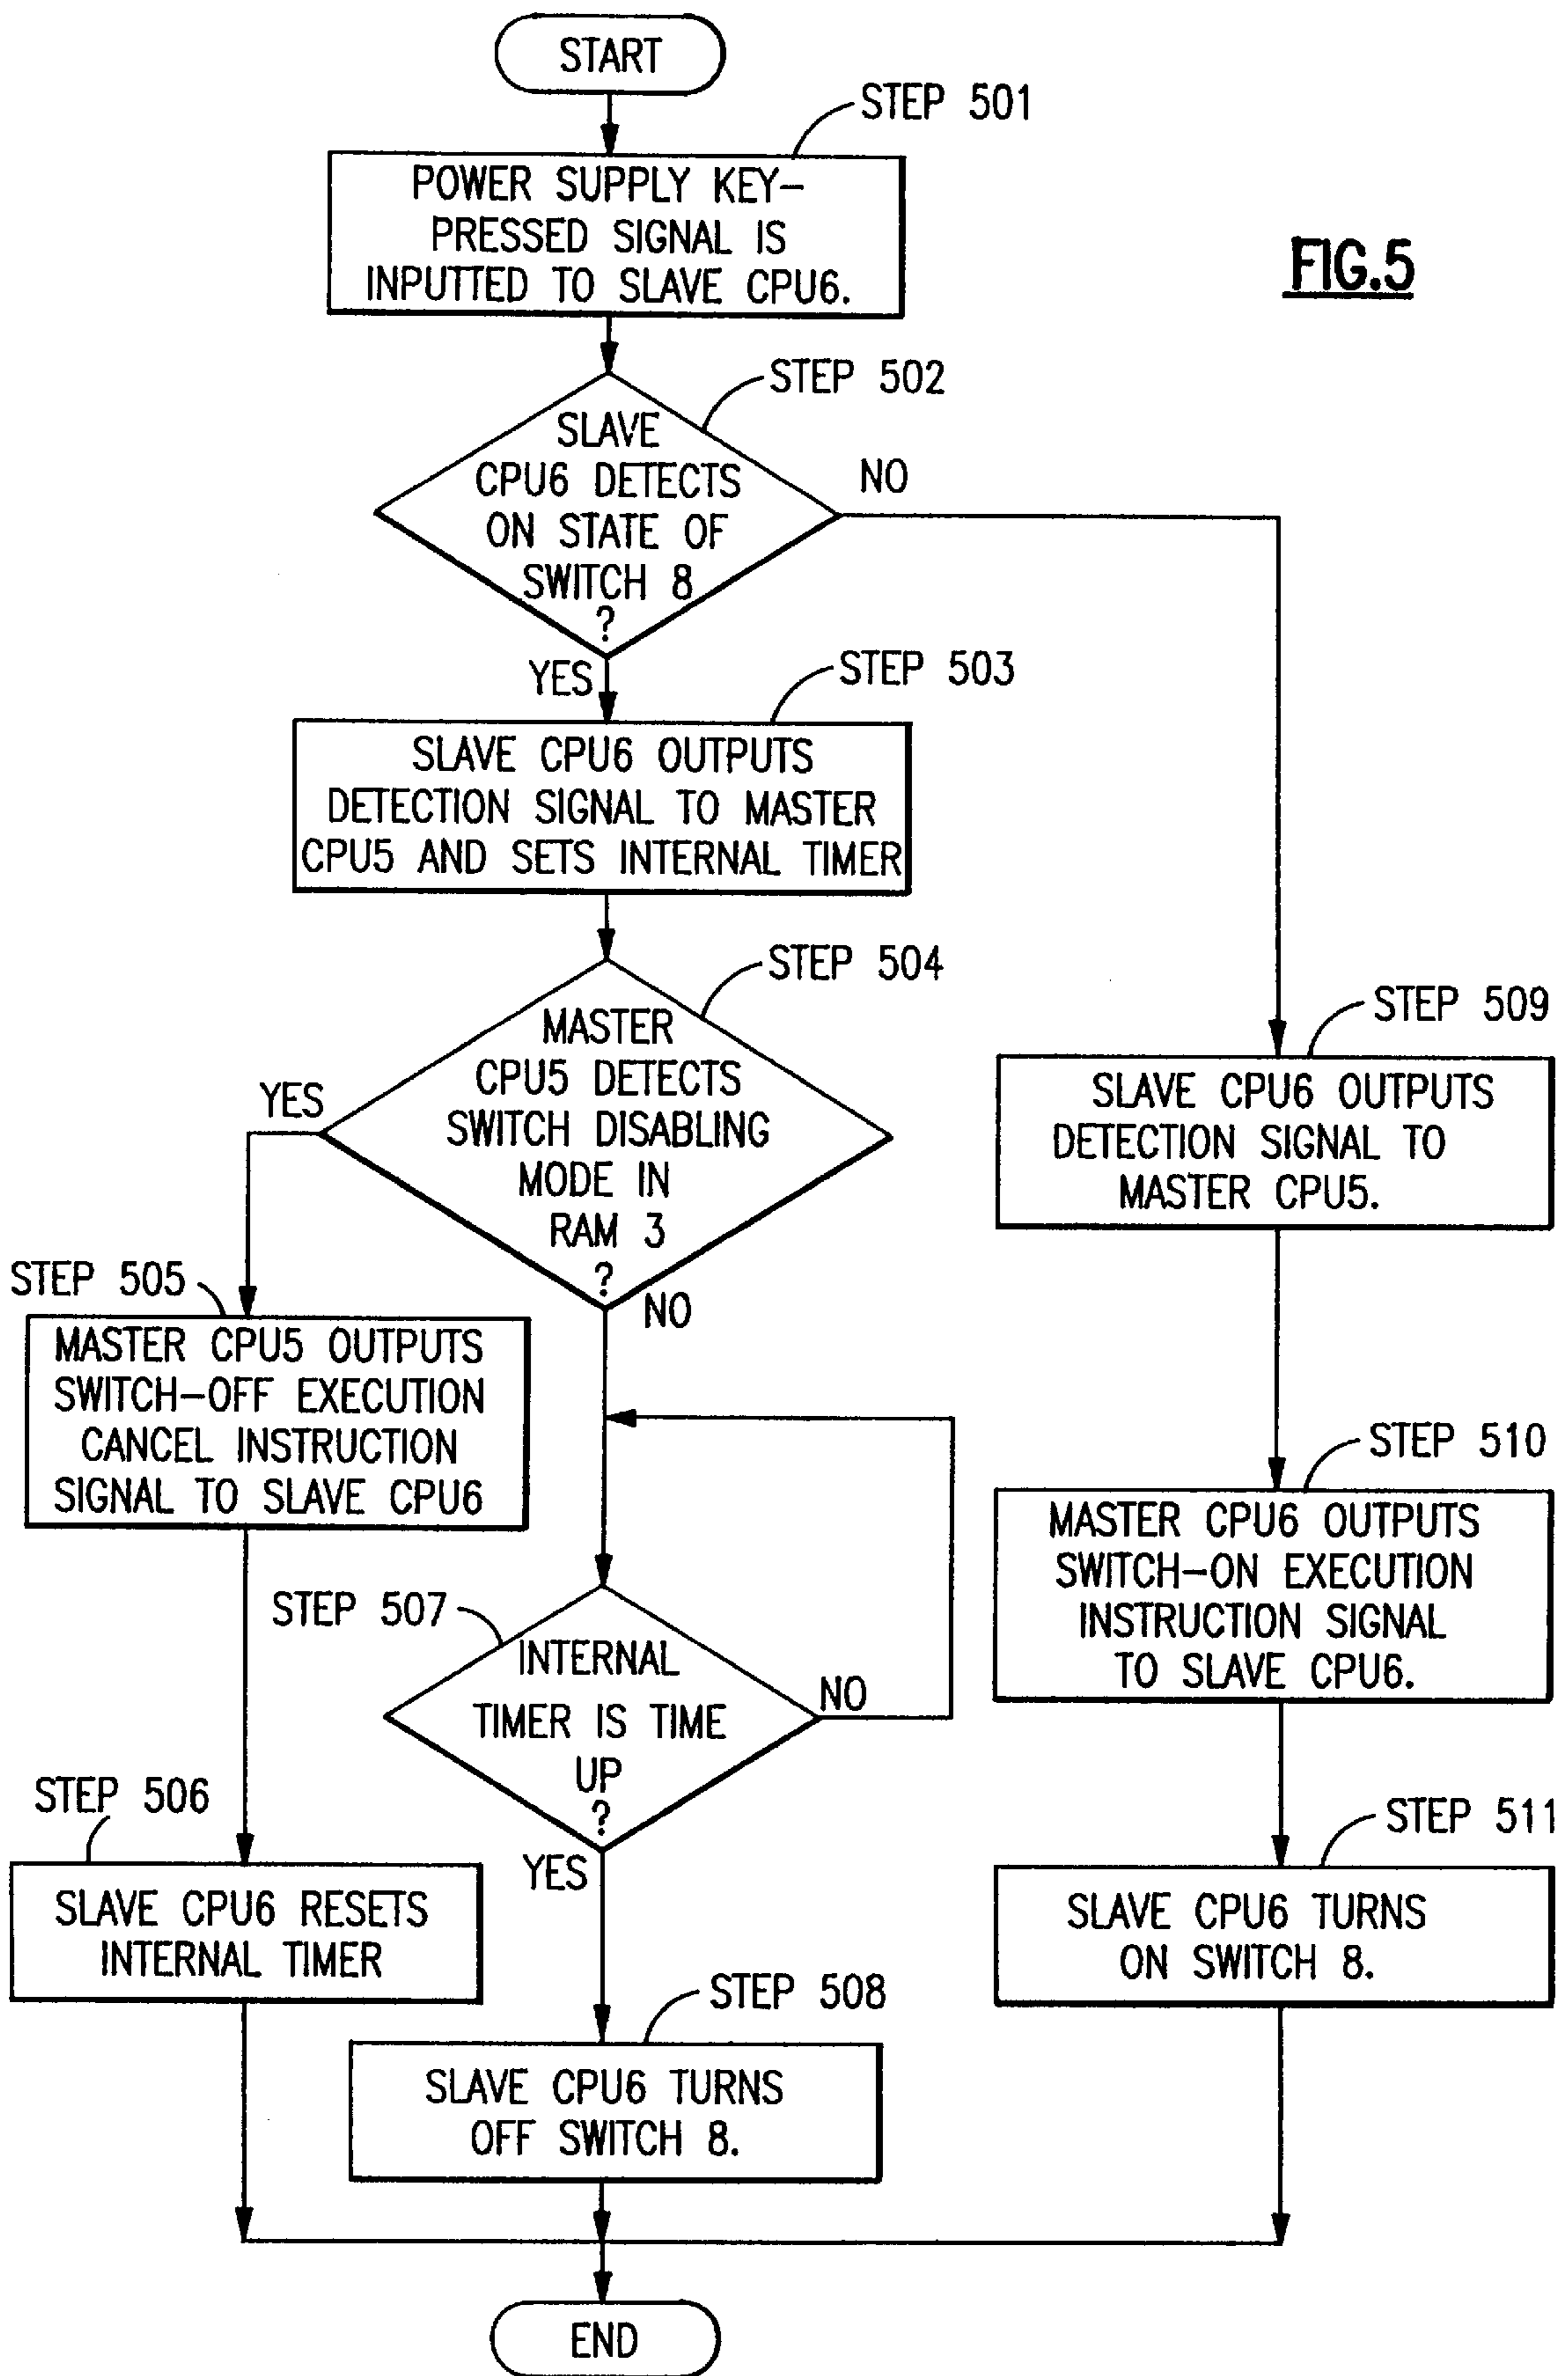 START
STEP 501
POWER SUPPLY KEY-
PRESSED SIGNAL IS
INPUTTED TO SLAVE CPU6.
FIG.5
STEP 502
SLAVE
CPU6 DETECTS
ON STATE OF
SWITCH 8
?
NO
YES
STEP 503
SLAVE CPU6 OUTPUTS
DETECTION SIGNAL TO MASTER
CPU5 AND SETS INTERNAL TIMER
STEP 504
MASTER
CPU5 DETECTS
SWITCH DISABLING
MODE IN
RAM 3
?
YES
NO
STEP 505
MASTER CPU5 OUTPUTS
SWITCH-OFF EXECUTION
CANCEL INSTRUCTION
SIGNAL TO SLAVE CPU6
STEP 506
SLAVE CPU6 RESETS
INTERNAL TIMER
STEP 507
INTERNAL
TIMER IS TIME
UP
?
NO
YES
STEP 508
SLAVE CPU6 TURNS
OFF SWITCH 8.
STEP 509
SLAVE CPU6 OUTPUTS
DETECTION SIGNAL TO
MASTER CPU5.
STEP 510
MASTER CPU6 OUTPUTS
SWITCH-ON EXECUTION
INSTRUCTION SIGNAL
TO SLAVE CPU6.
STEP 511
SLAVE CPU6 TURNS
ON SWITCH 8.
END